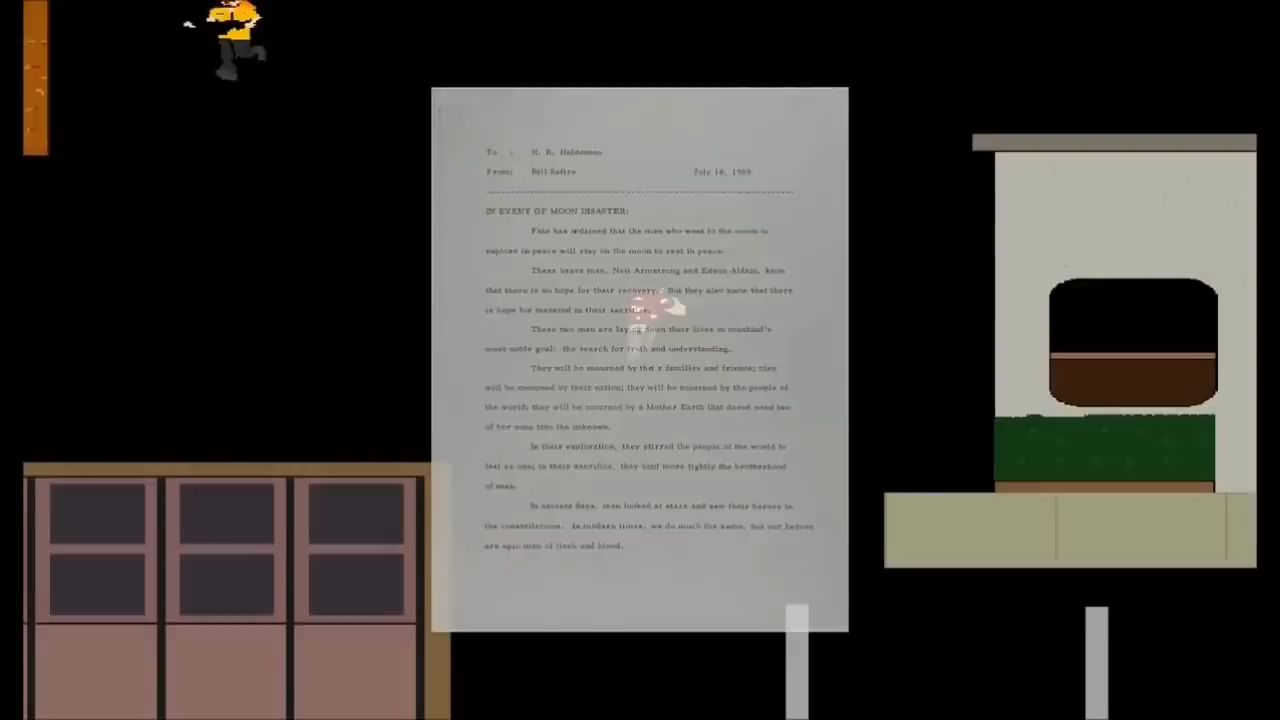 To : H. R. Haldeman
From: Bill Safire July 18, 1969.
IN EVENT OF MOON DISASTER:
Fate has ordained that the men who went to the moon to
explore in peace will stay on the moon to rest in peace.
These brave men, Neil Armstrong and Edwin Aldrin, know
that there is no hope for their recovery. But they also know that there
is hope for mankind in their sacrifice.
These two men are laying down their lives in mankind's
most noble goal: the search for truth and understanding.
They will be mourned by their families and friends; they
will be mourned by their nation; they will be mourned by the people of
the world; they will be mourned by a Mother Earth that dared send two
of her sons into the unknown.
In their exploration, they stirred the people of the world to
feel as one; in their sacrifice, they bind more tightly the brotherhood
of man.
In ancient days, men looked at stars and saw their heroes in
the constellations. In modern times, we do much the same, but our heroes
are epic men of flesh and blood.